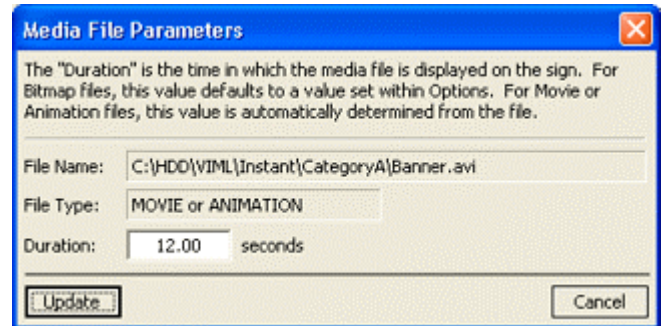 Media File Parameters
The "Duration" is the time in which the media file is displayed on the sign. For
Bitmap files, this value defaults to a value set within Options. For Movie or
Animation files, this value is automatically determined from the file.
File Name: C:\HDD\VIML\Instant\CategoryA\Banner.avi
File Type: MOVIE or ANIMATION
Duration: 12.00 seconds
Update Cancel